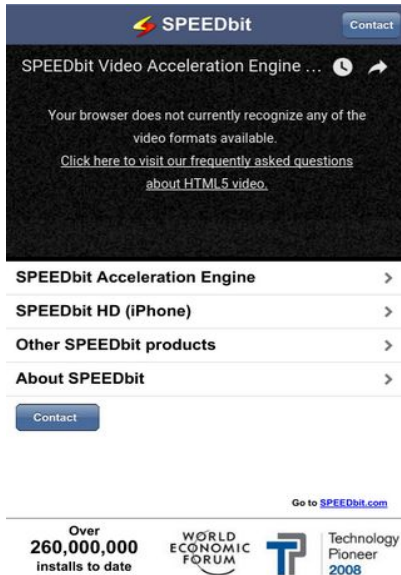 SPEEDbit
Contact
SPEEDbit Video Acceleration Engine ...
Your browser does not currently recognize any of the
video formats available.
Click here to visit our frequently asked questions
about HTML5 video.
SPEEDbit Acceleration Engine
SPEEDbit HD (iPhone)
Other SPEEDbit products
About SPEEDbit
Contact
Go to SPEEDbit.com
Over
260,000,000
installs to date
WORLD
ECONOMIC
FORUM
TP
Technology
Pioneer
2008